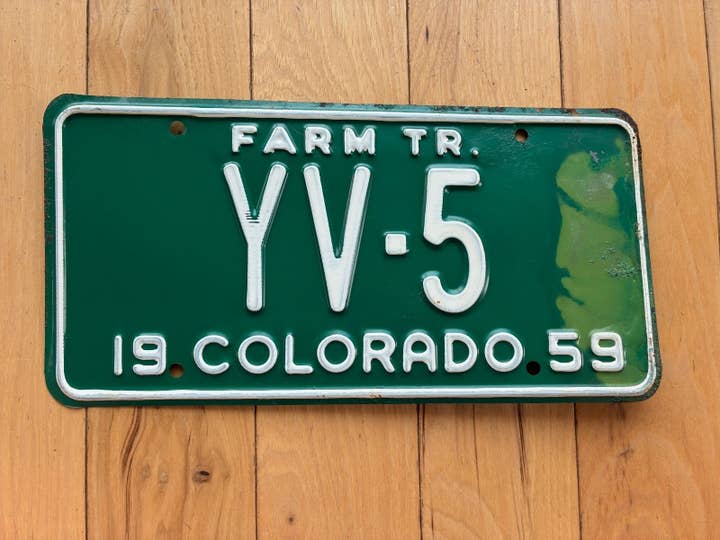 FARM TR.
YV-5
19 COLORADO 59